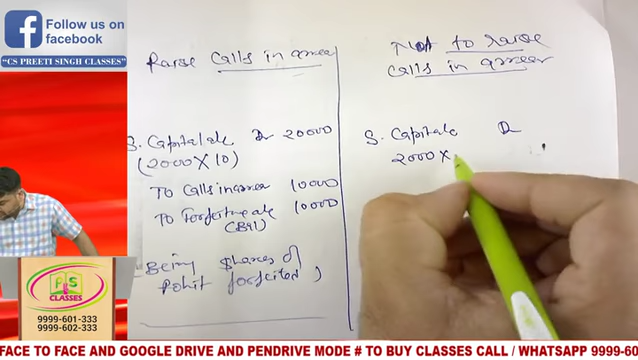 Follow us on
facebook
"CS PREETI SINGH CLASSES"
Raise Calls in arrear
S. Capital a/c Dr 20000
(2000 X 10)
To Calls in arrear 10000
To Forfeiture a/c 10000
(Bal)
Being shares of
Rohit forfeited)
Not to raise
calls in arrear
S. Capital a/c Dr
2000 X
PS
CLASSES
9999-601-333
9999-602-333
FACE TO FACE AND GOOGLE DRIVE AND PENDRIVE MODE # TO BUY CLASSES CALL / WHATSAPP 9999-60